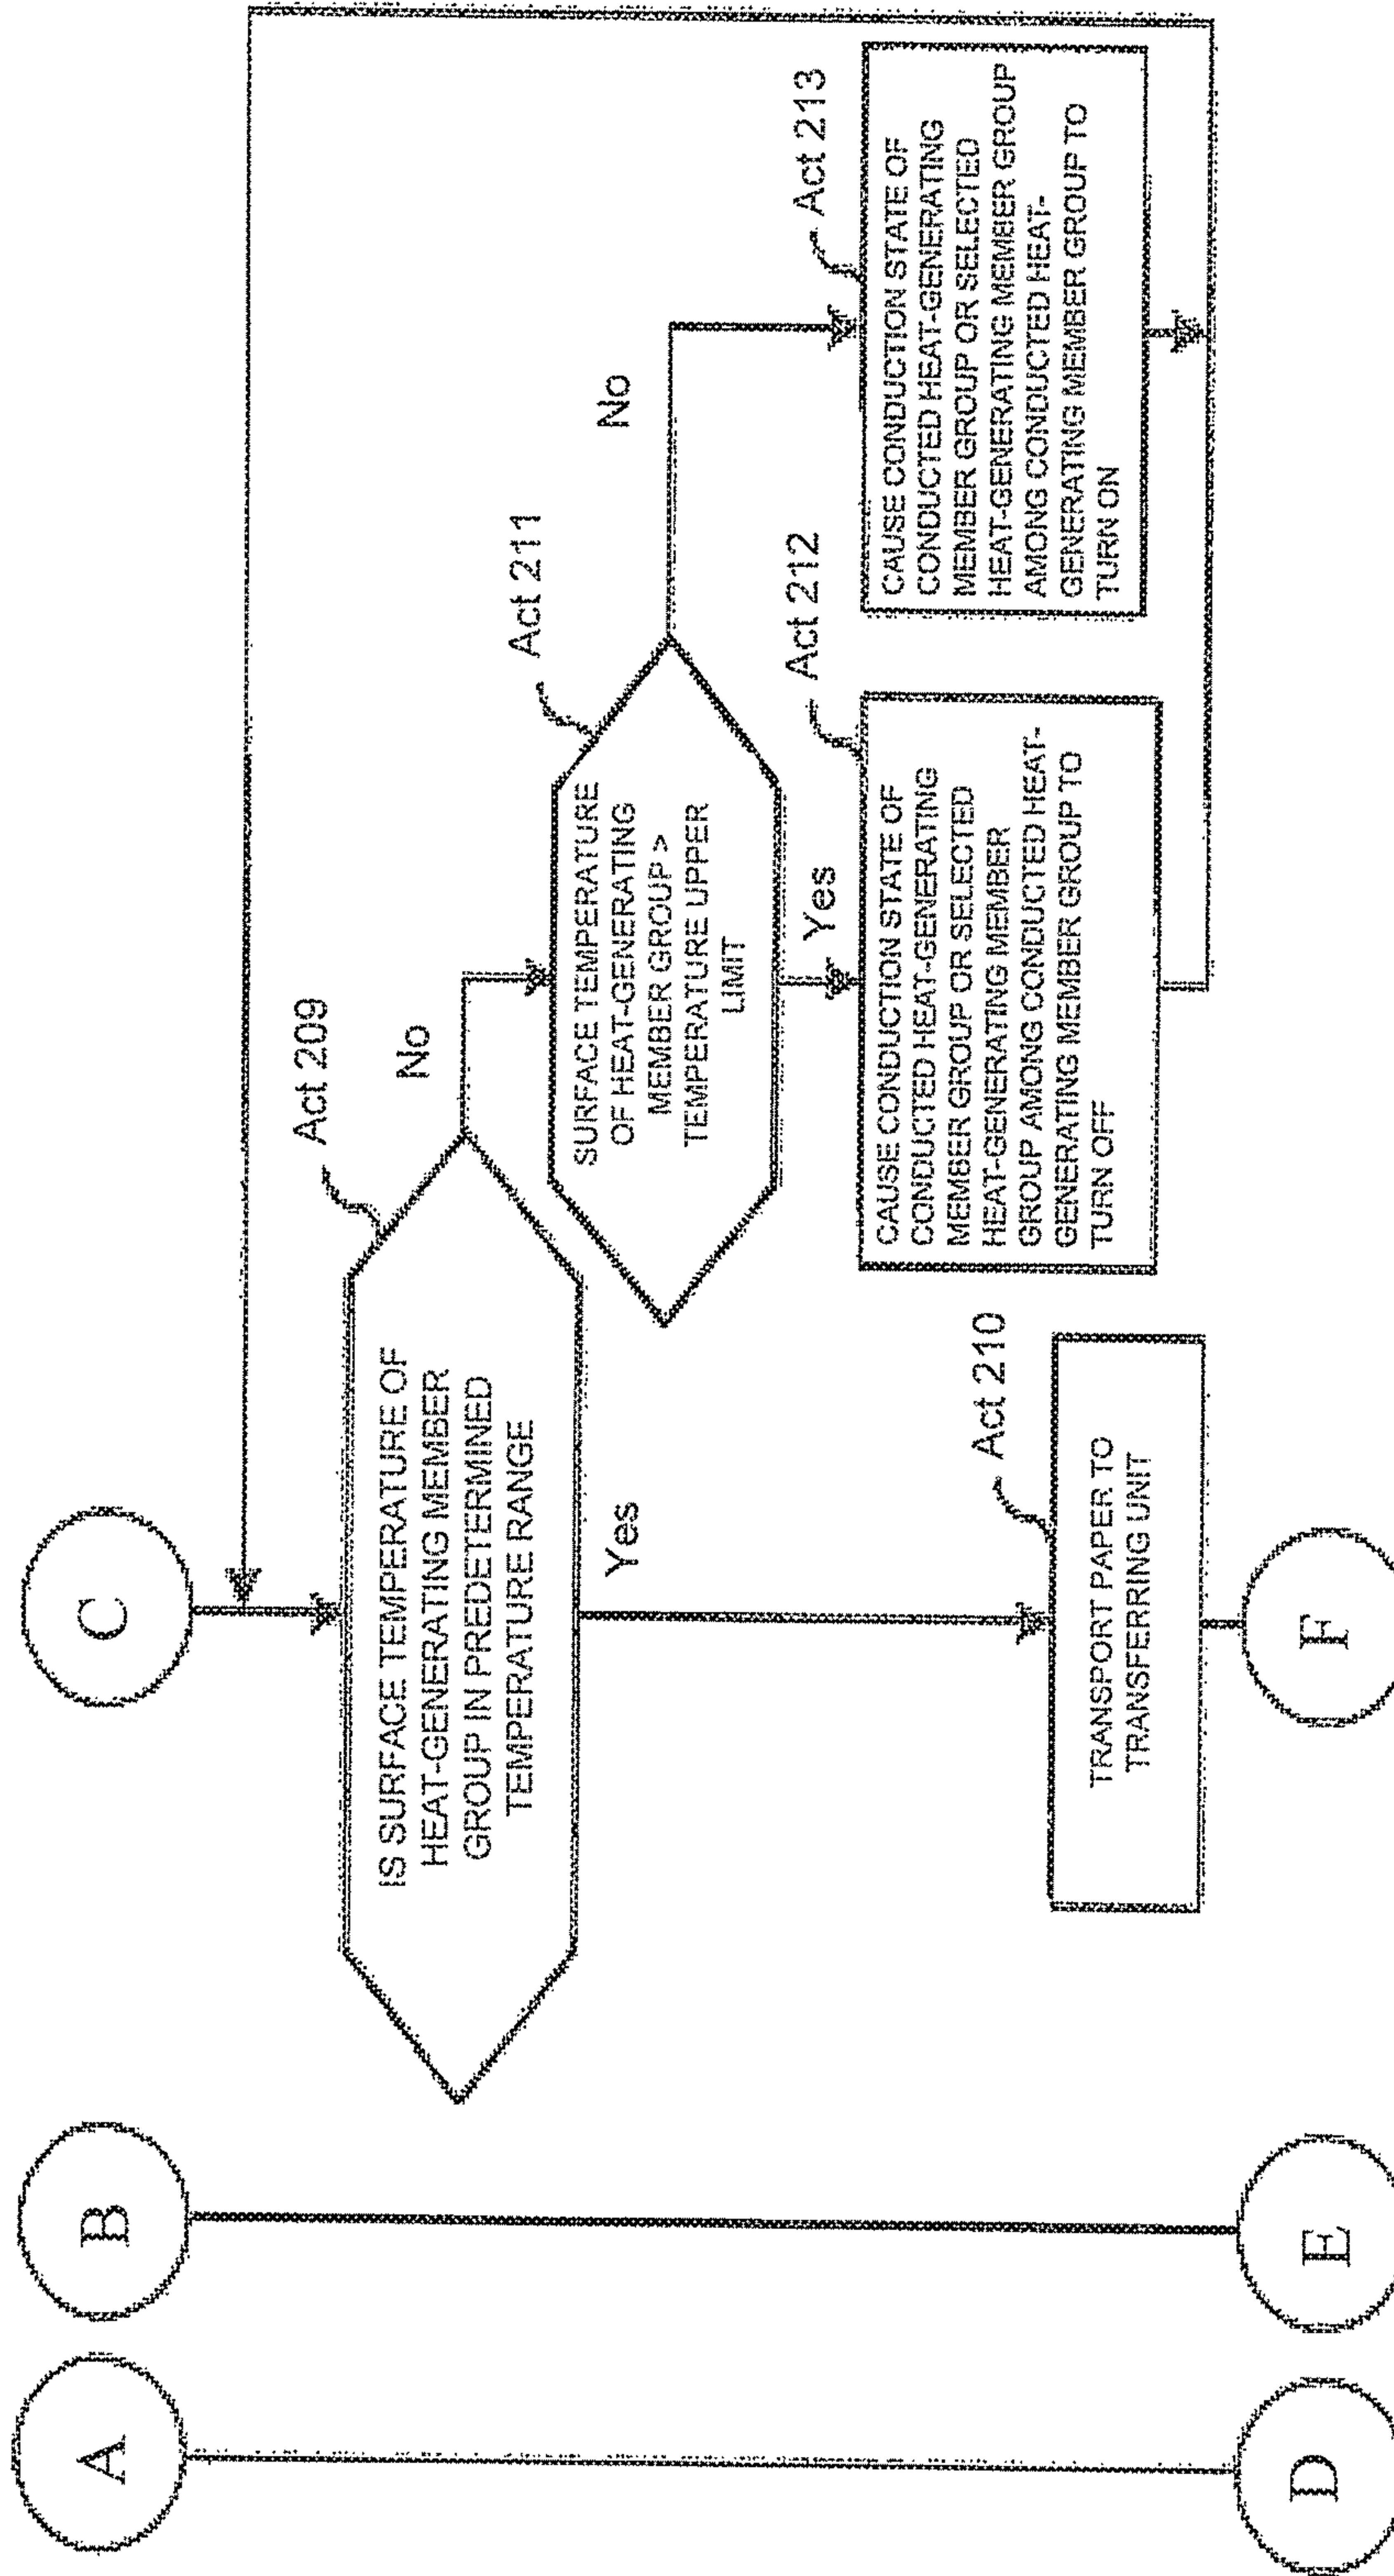 A
B
C
Act 209
IS SURFACE TEMPERATURE OF
HEAT-GENERATING MEMBER
GROUP IN PREDETERMINED
TEMPERATURE RANGE
No
Yes
Act 211
SURFACE TEMPERATURE
OF HEAT-GENERATING
MEMBER GROUP >
TEMPERATURE UPPER
LIMIT
No
Yes
Act 210
TRANSPORT PAPER TO
TRANSFERRING UNIT
Act 212
CAUSE CONDUCTION STATE OF
CONDUCTED HEAT-GENERATING
MEMBER GROUP OR SELECTED
HEAT-GENERATING MEMBER
GROUP AMONG CONDUCTED HEAT-
GENERATING MEMBER GROUP TO
TURN OFF
Act 213
CAUSE CONDUCTION STATE OF
CONDUCTED HEAT-GENERATING
MEMBER GROUP OR SELECTED
HEAT-GENERATING MEMBER GROUP
AMONG CONDUCTED HEAT-
GENERATING MEMBER GROUP TO
TURN ON
D
E
F